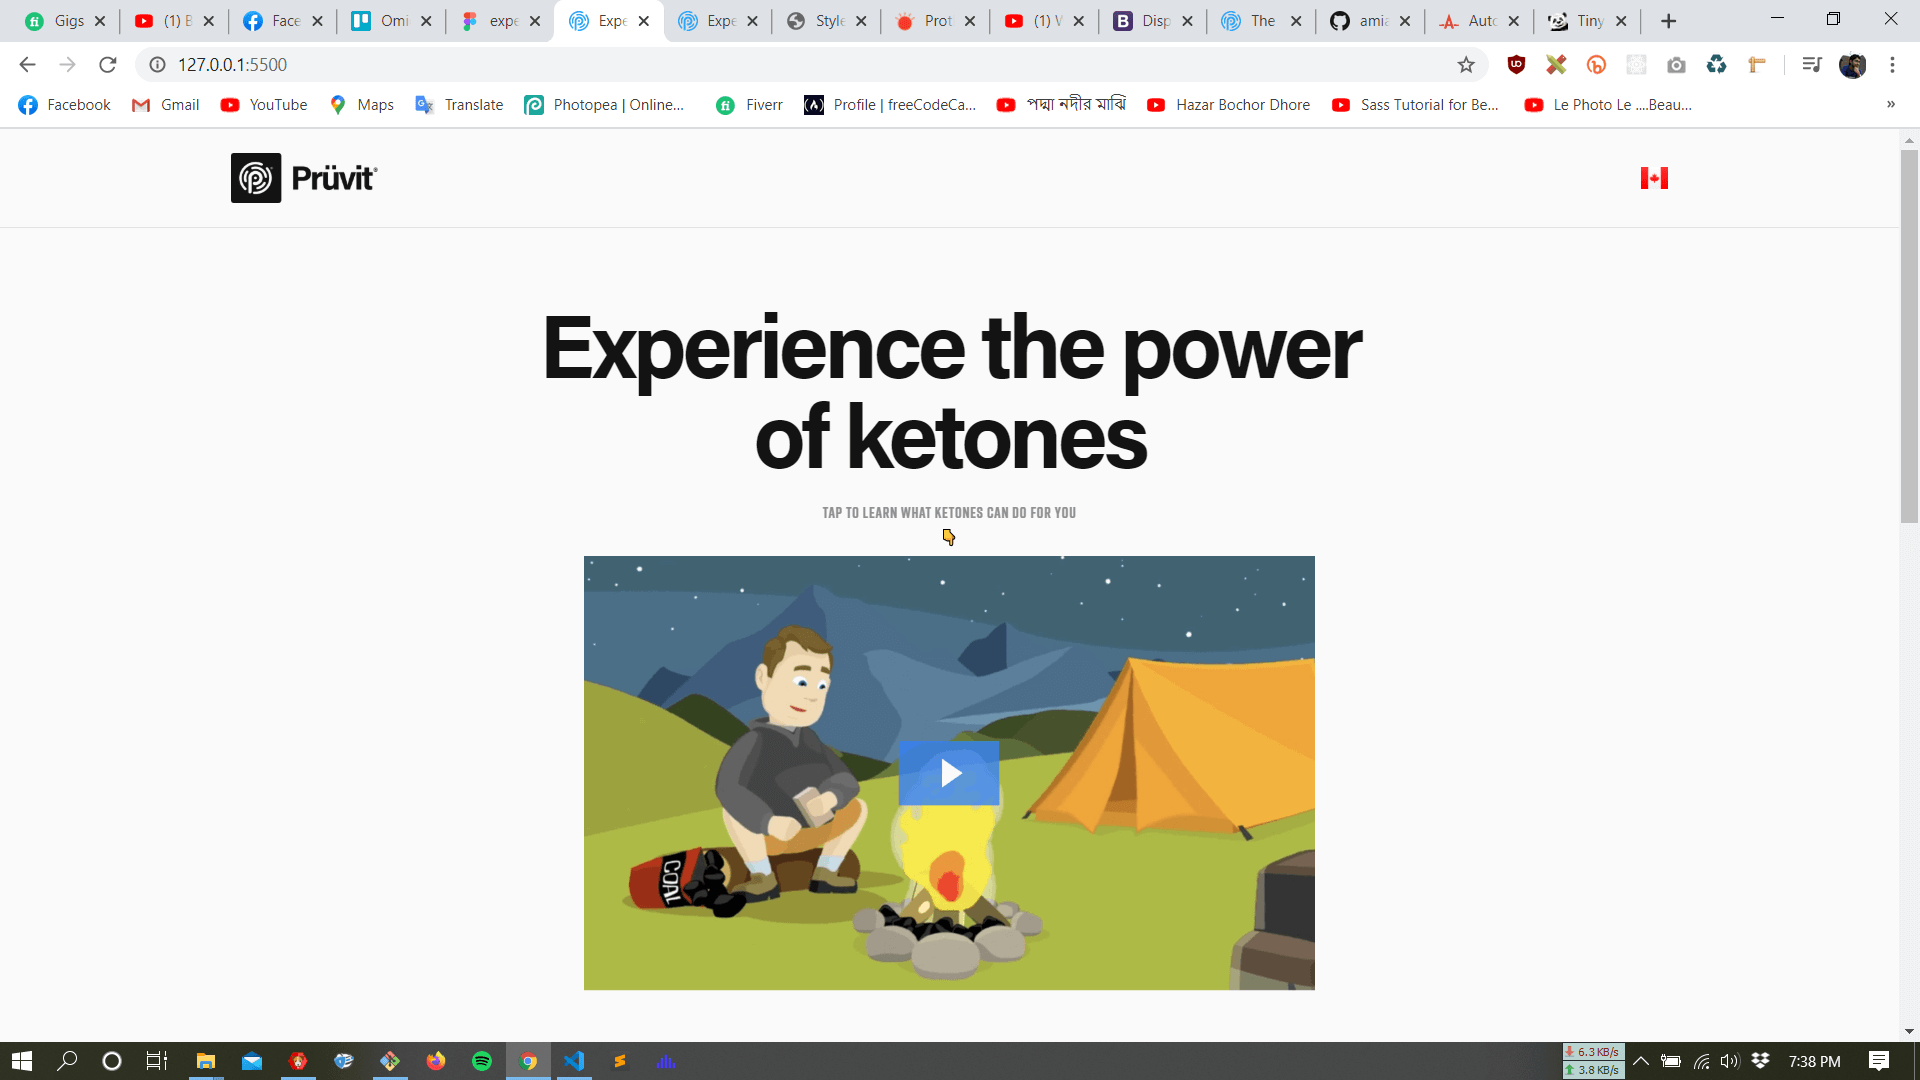 Gigs
(1) B
Face
Omi
expe
Expe
Expe
Style
Prot
(1) W
Disp
The
amia
Auto
Tiny
127.0.0.1:5500
Facebook
Gmail
YouTube
Maps
Translate
Photopea | Online...
Fiverr
Profile | freeCodeCa...
পদ্মা নদীর মাঝি
Hazar Bochor Dhore
Sass Tutorial for Be...
Le Photo Le ....Beau...
»
Prüvit®
Experience the power
of ketones
TAP TO LEARN WHAT KETONES CAN DO FOR YOU
COAL
6.3 KB/s
3.8 KB/s
7:38 PM